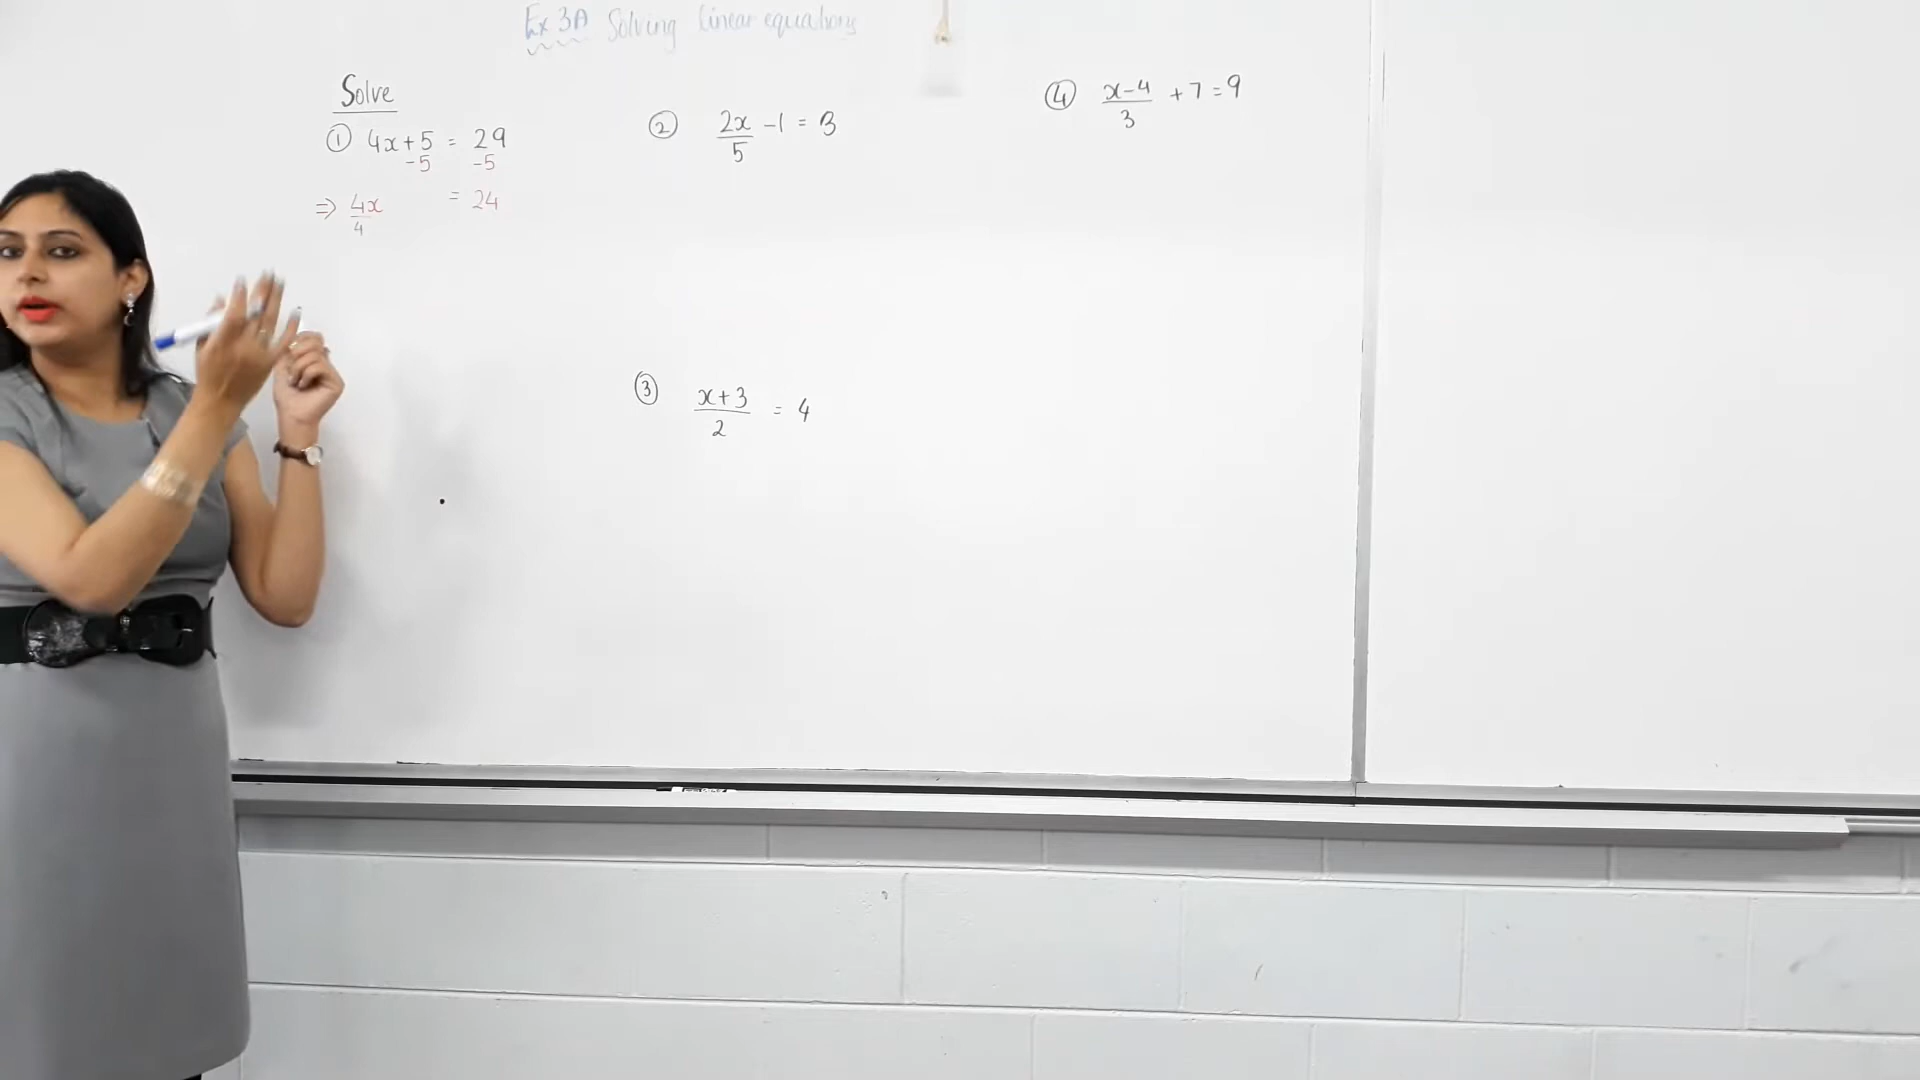 Ex 3A Solving linear equations
Solve
① 4x+5 = 29
-5 -5
⇒ 4x/4 = 24
② 2x/5 -1 = 3
③ x+3/2 = 4
④ x-4/3 +7=9